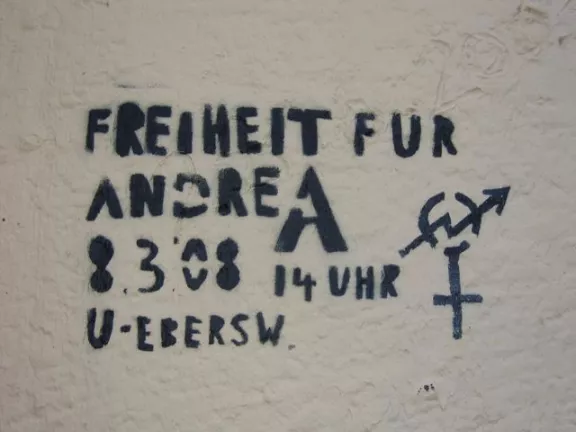 FREIHEIT FUR
ANDREA
8.3'08 14 UHR
U-EBERSW.